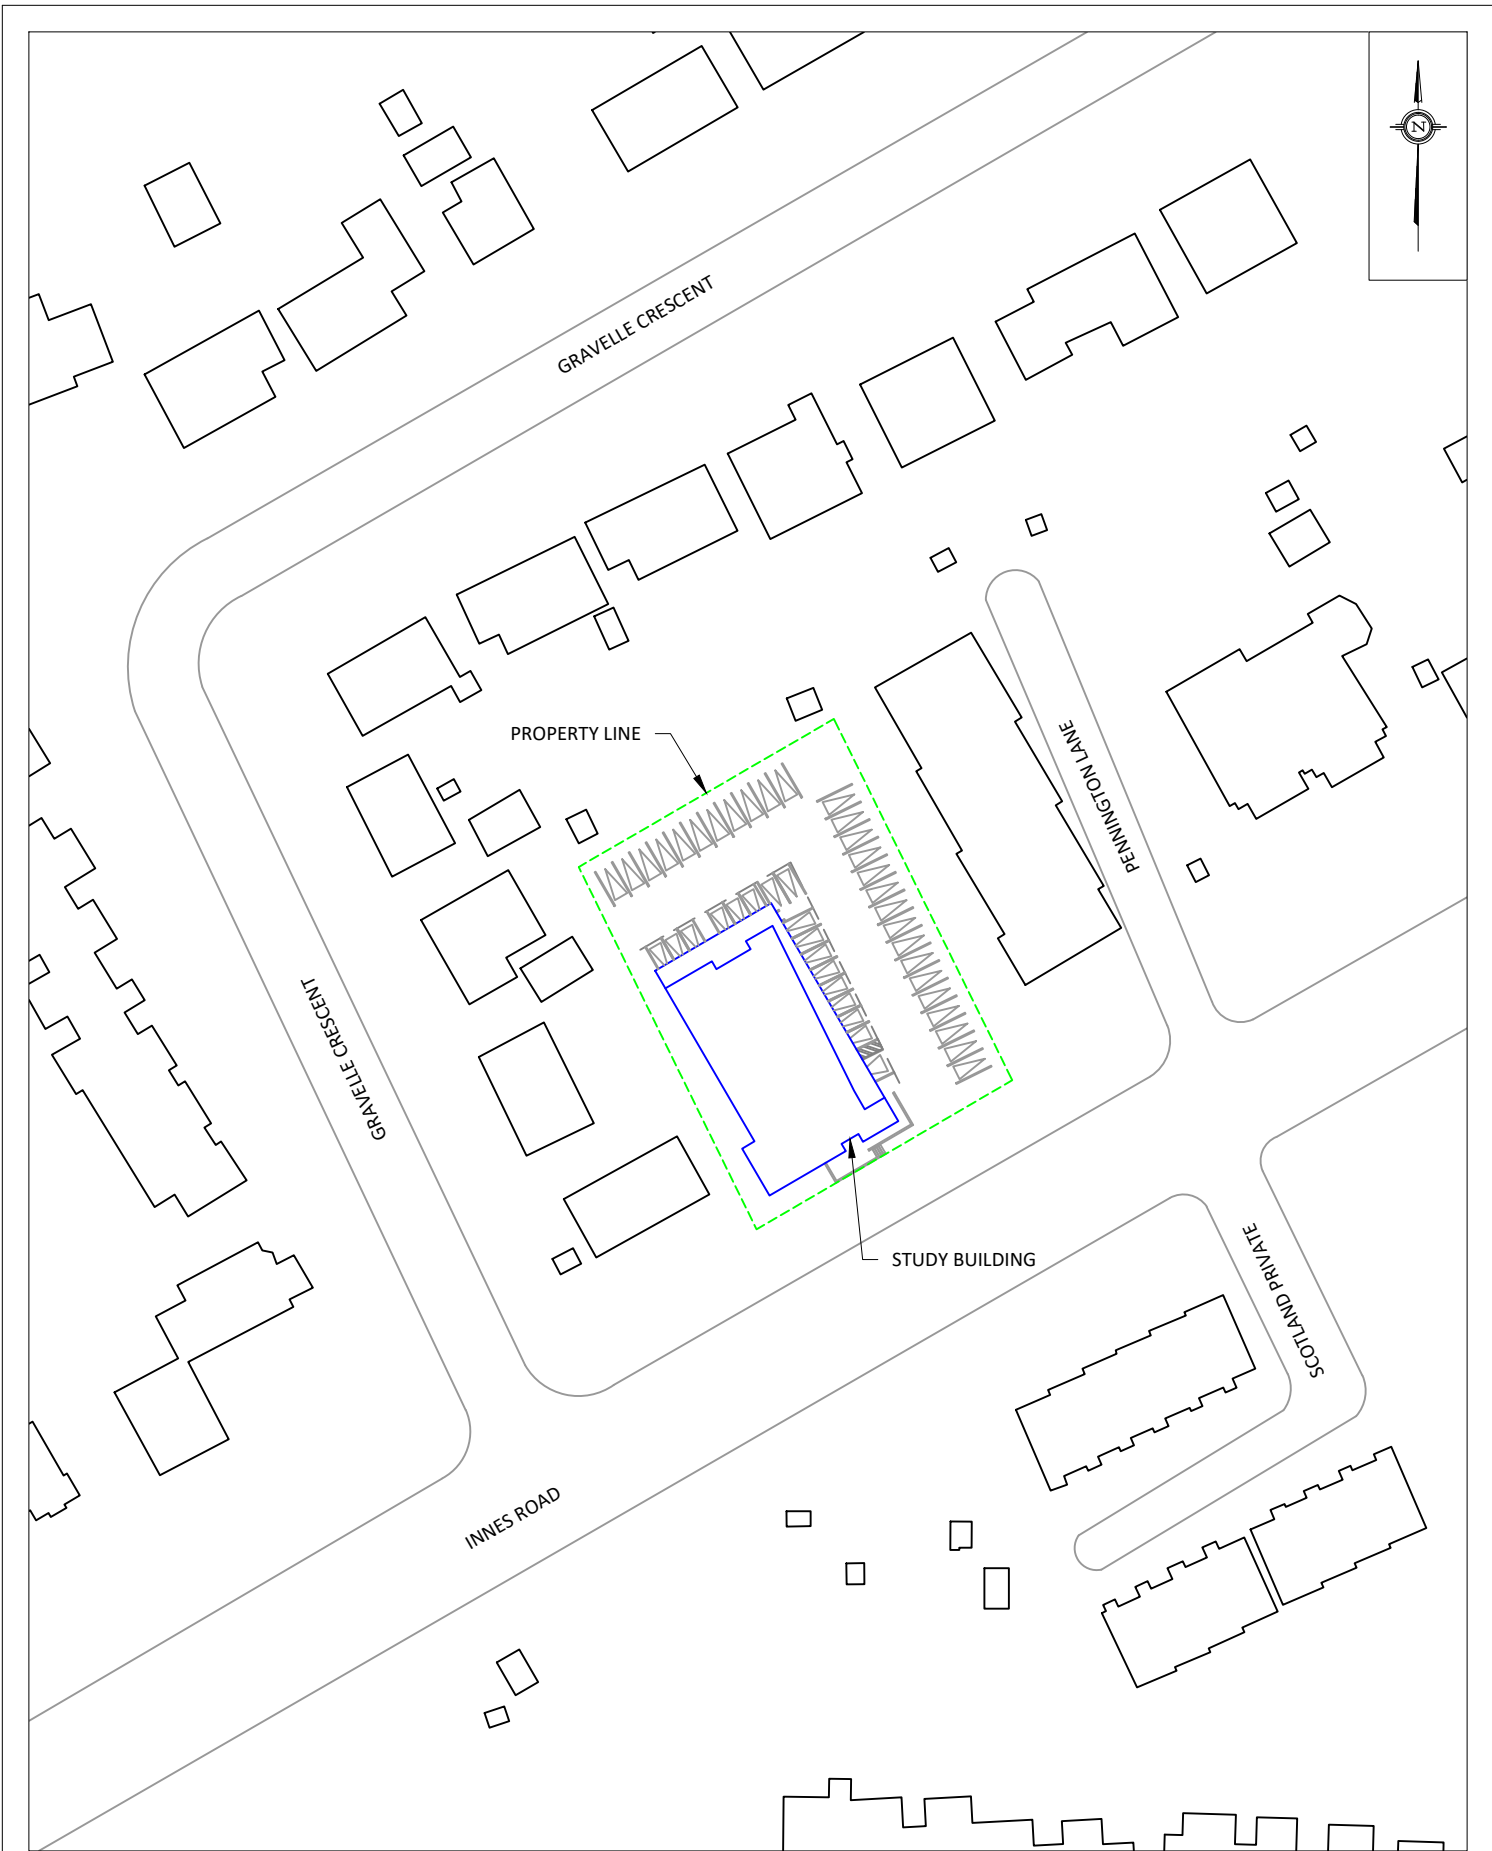 N
GRAVELLE CRESCENT
PROPERTY LINE
PENNINGTON LANE
GRAVELLE CRESCENT
STUDY BUILDING
SCOTLAND PRIVATE
INNES ROAD